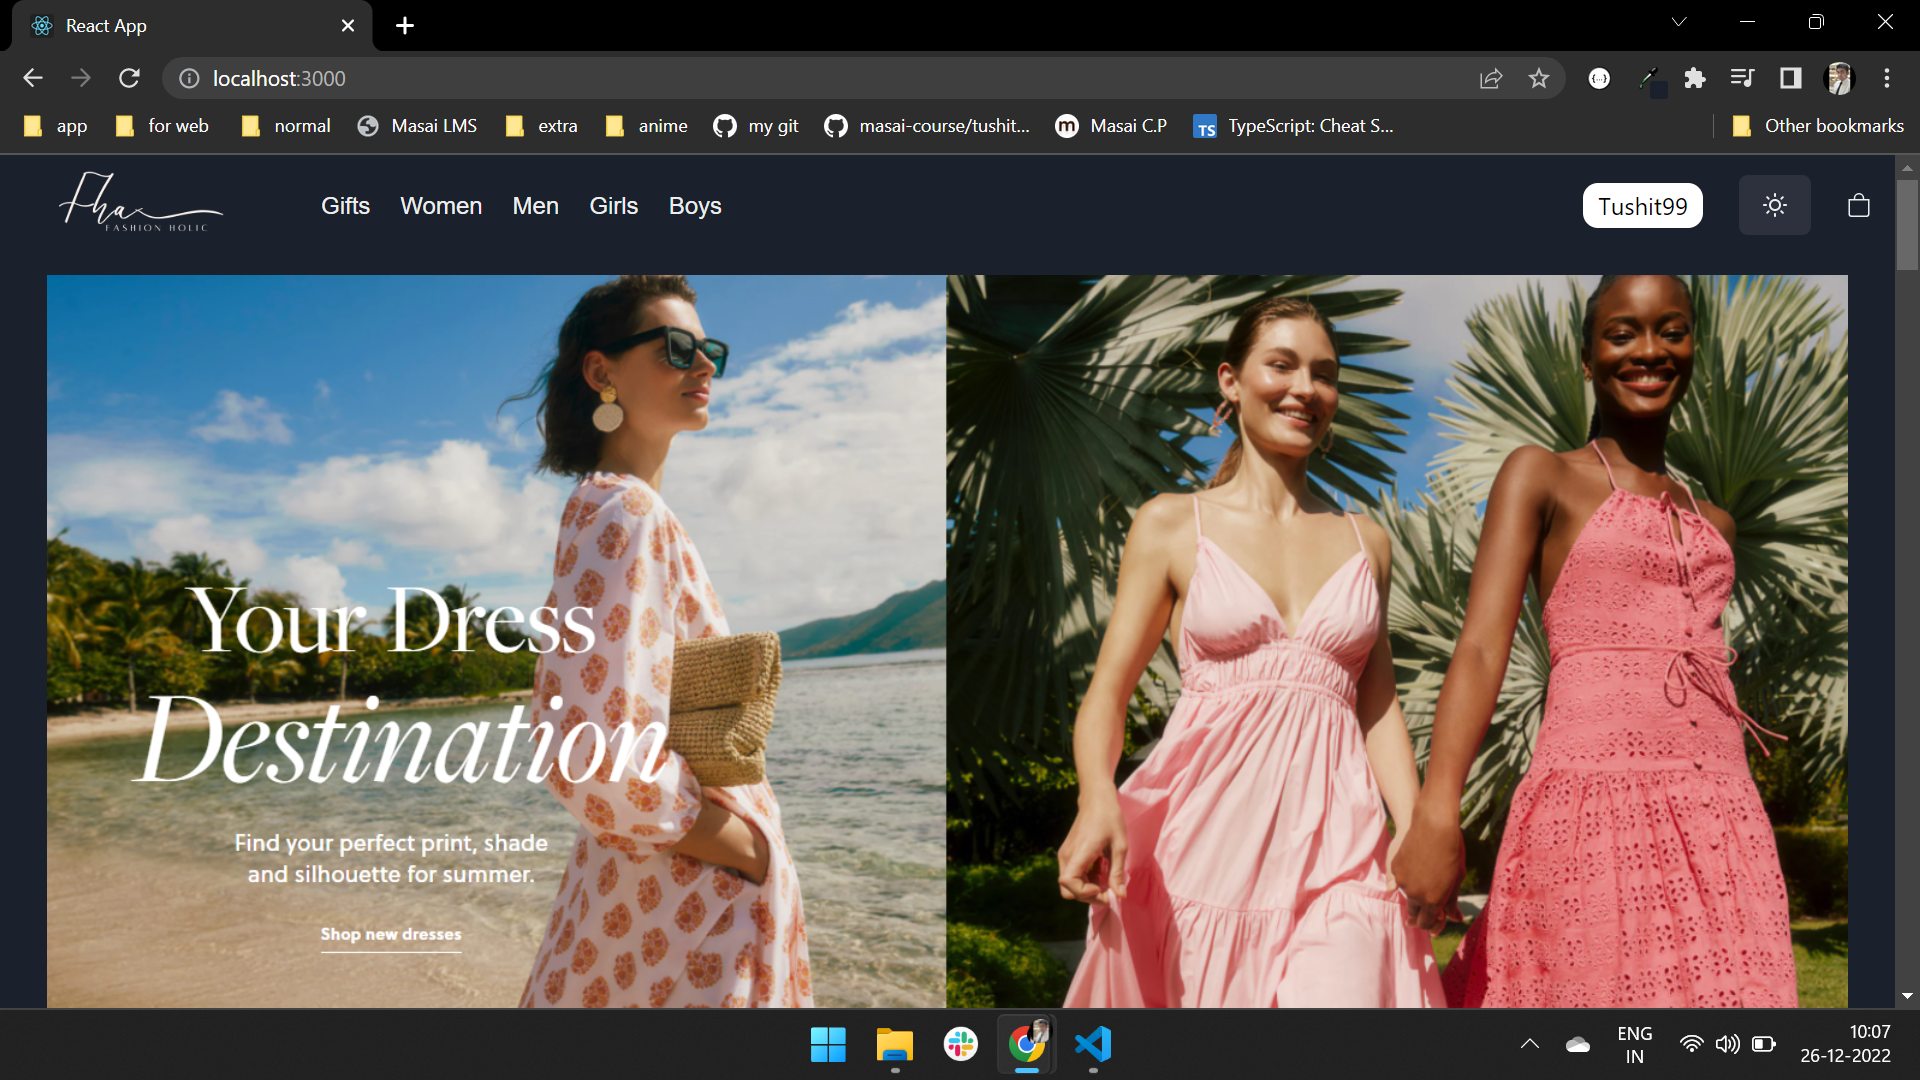 React App
localhost:3000
app
for web
normal
Masai LMS
extra
anime
my git
masai-course/tushit...
Masai C.P
TS
TypeScript: Cheat S...
Other bookmarks
Fha
FASHION HOLIC
Gifts
Women
Men
Girls
Boys
Tushit99
Your Dress
Destination
Find your perfect print, shade
and silhouette for summer.
Shop new dresses
ENG
IN
10:07
26-12-2022